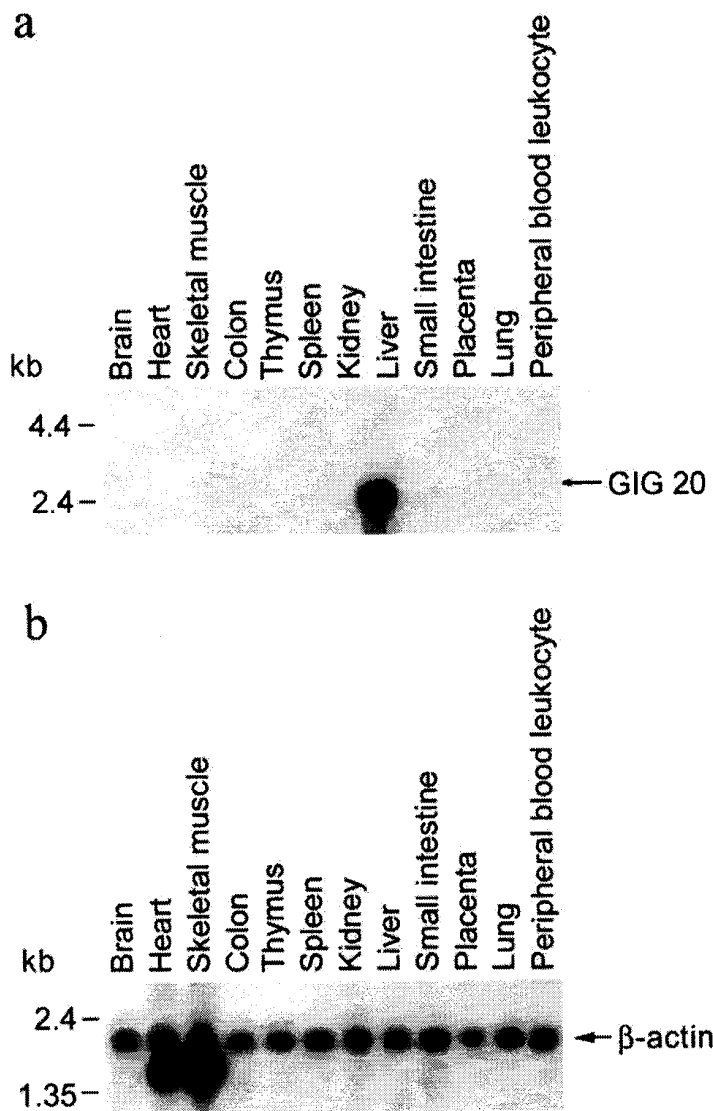 a
Brain
Heart
Skeletal muscle
Colon
Thymus
Spleen
Kidney
Liver
Small intestine
Placenta
Lung
Peripheral blood leukocyte
kb
4.4
2.4
GIG 20
b
Brain
Heart
Skeletal muscle
Colon
Thymus
Spleen
Kidney
Liver
Small intestine
Placenta
Lung
Peripheral blood leukocyte
kb
2.4
1.35
β-actin